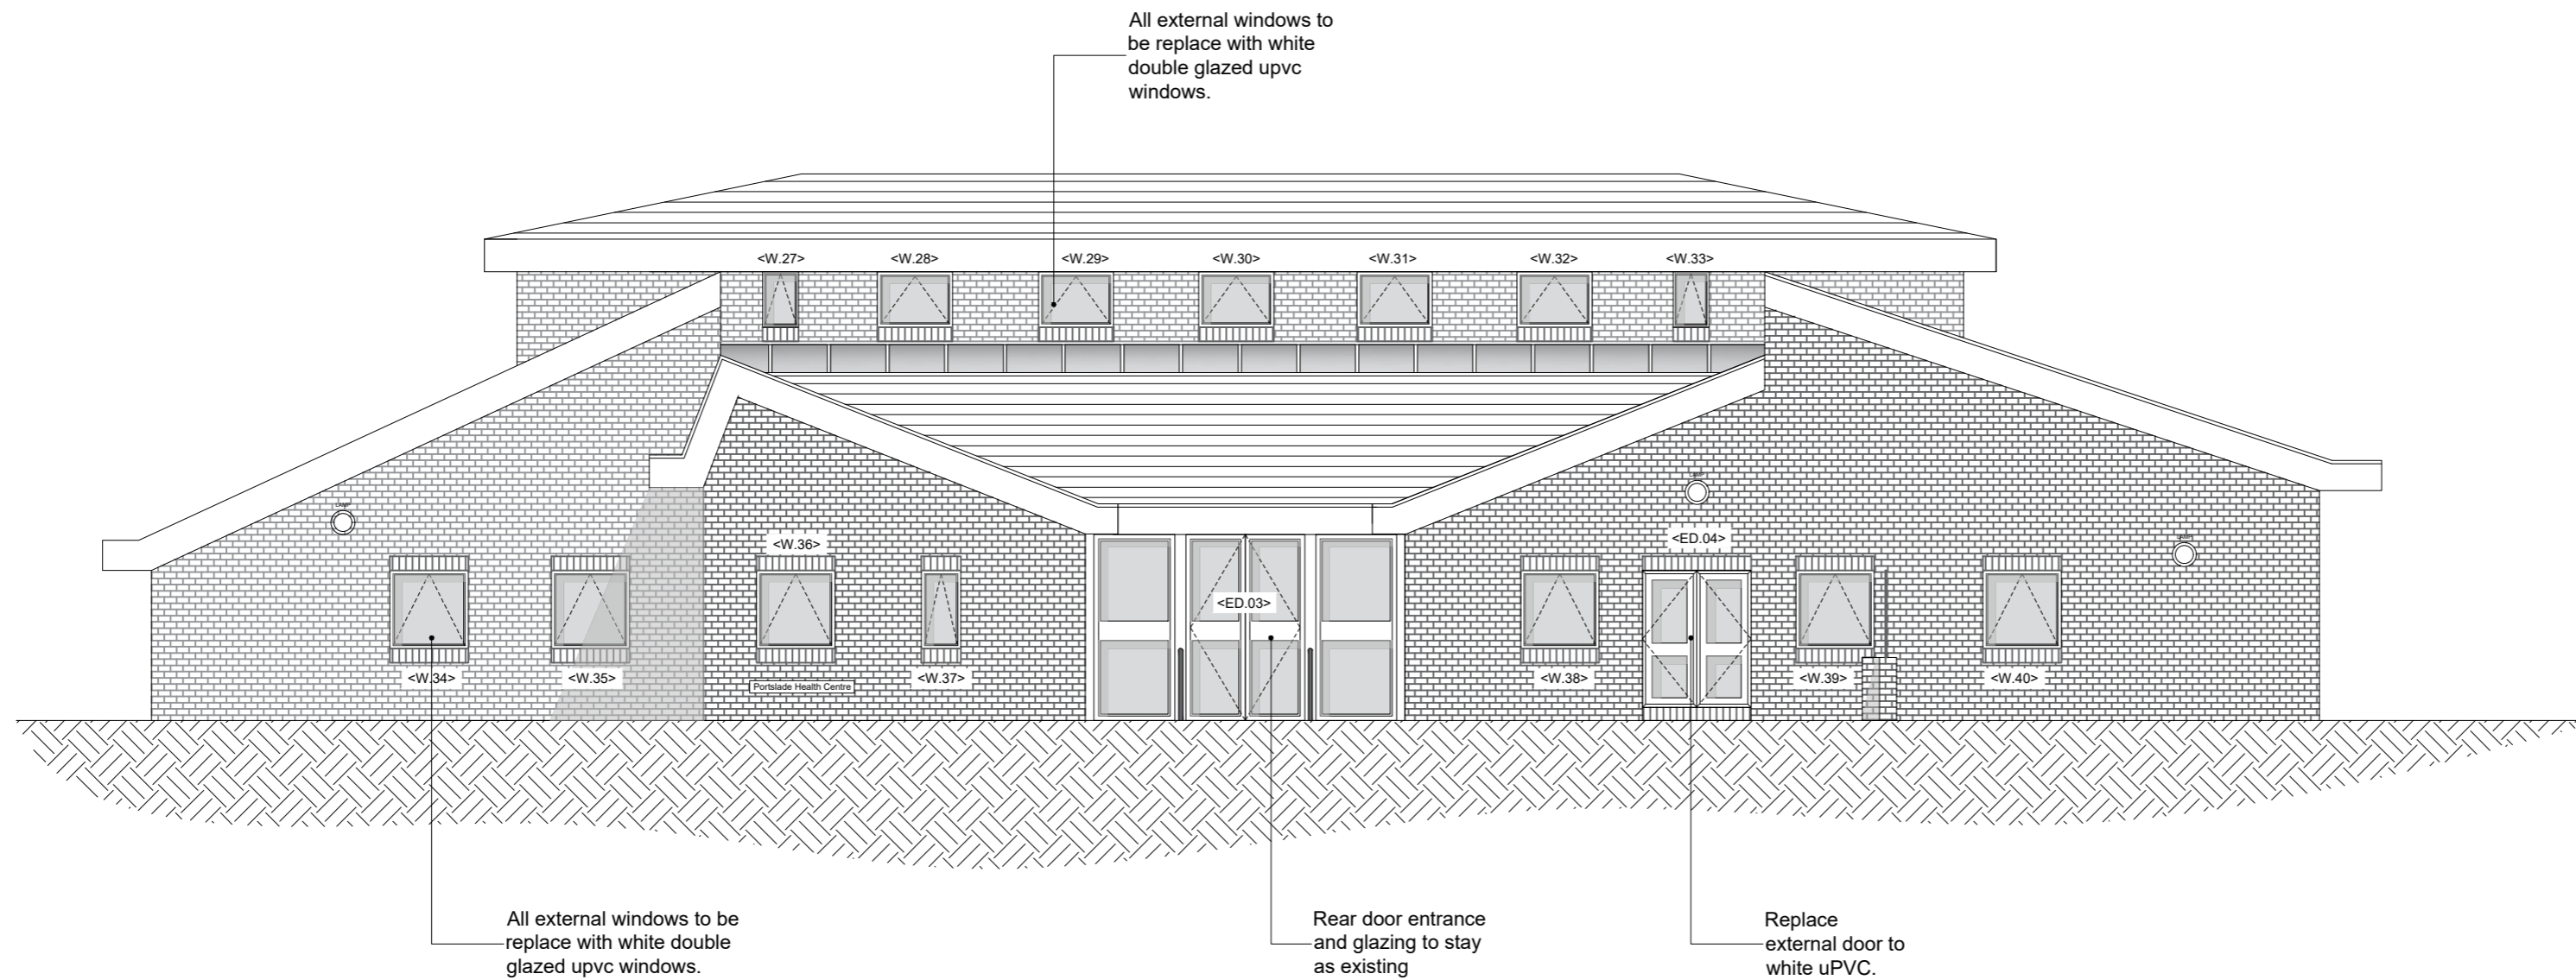 All external windows to
be replace with white
double glazed upvc
windows.
<W.27>
<W.28>
<W.29>
<W.30>
<W.31>
<W.32>
<W.33>
LAMP
LAMP
LAMP
<W.36>
<ED.04>
<ED.03>
<W.34>
<W.35>
Portslade Health Centre
<W.37>
<W.38>
<W.39>
<W.40>
All external windows to be
replace with white double
glazed upvc windows.
Rear door entrance
and glazing to stay
as existing
Replace
external door to
white uPVC.